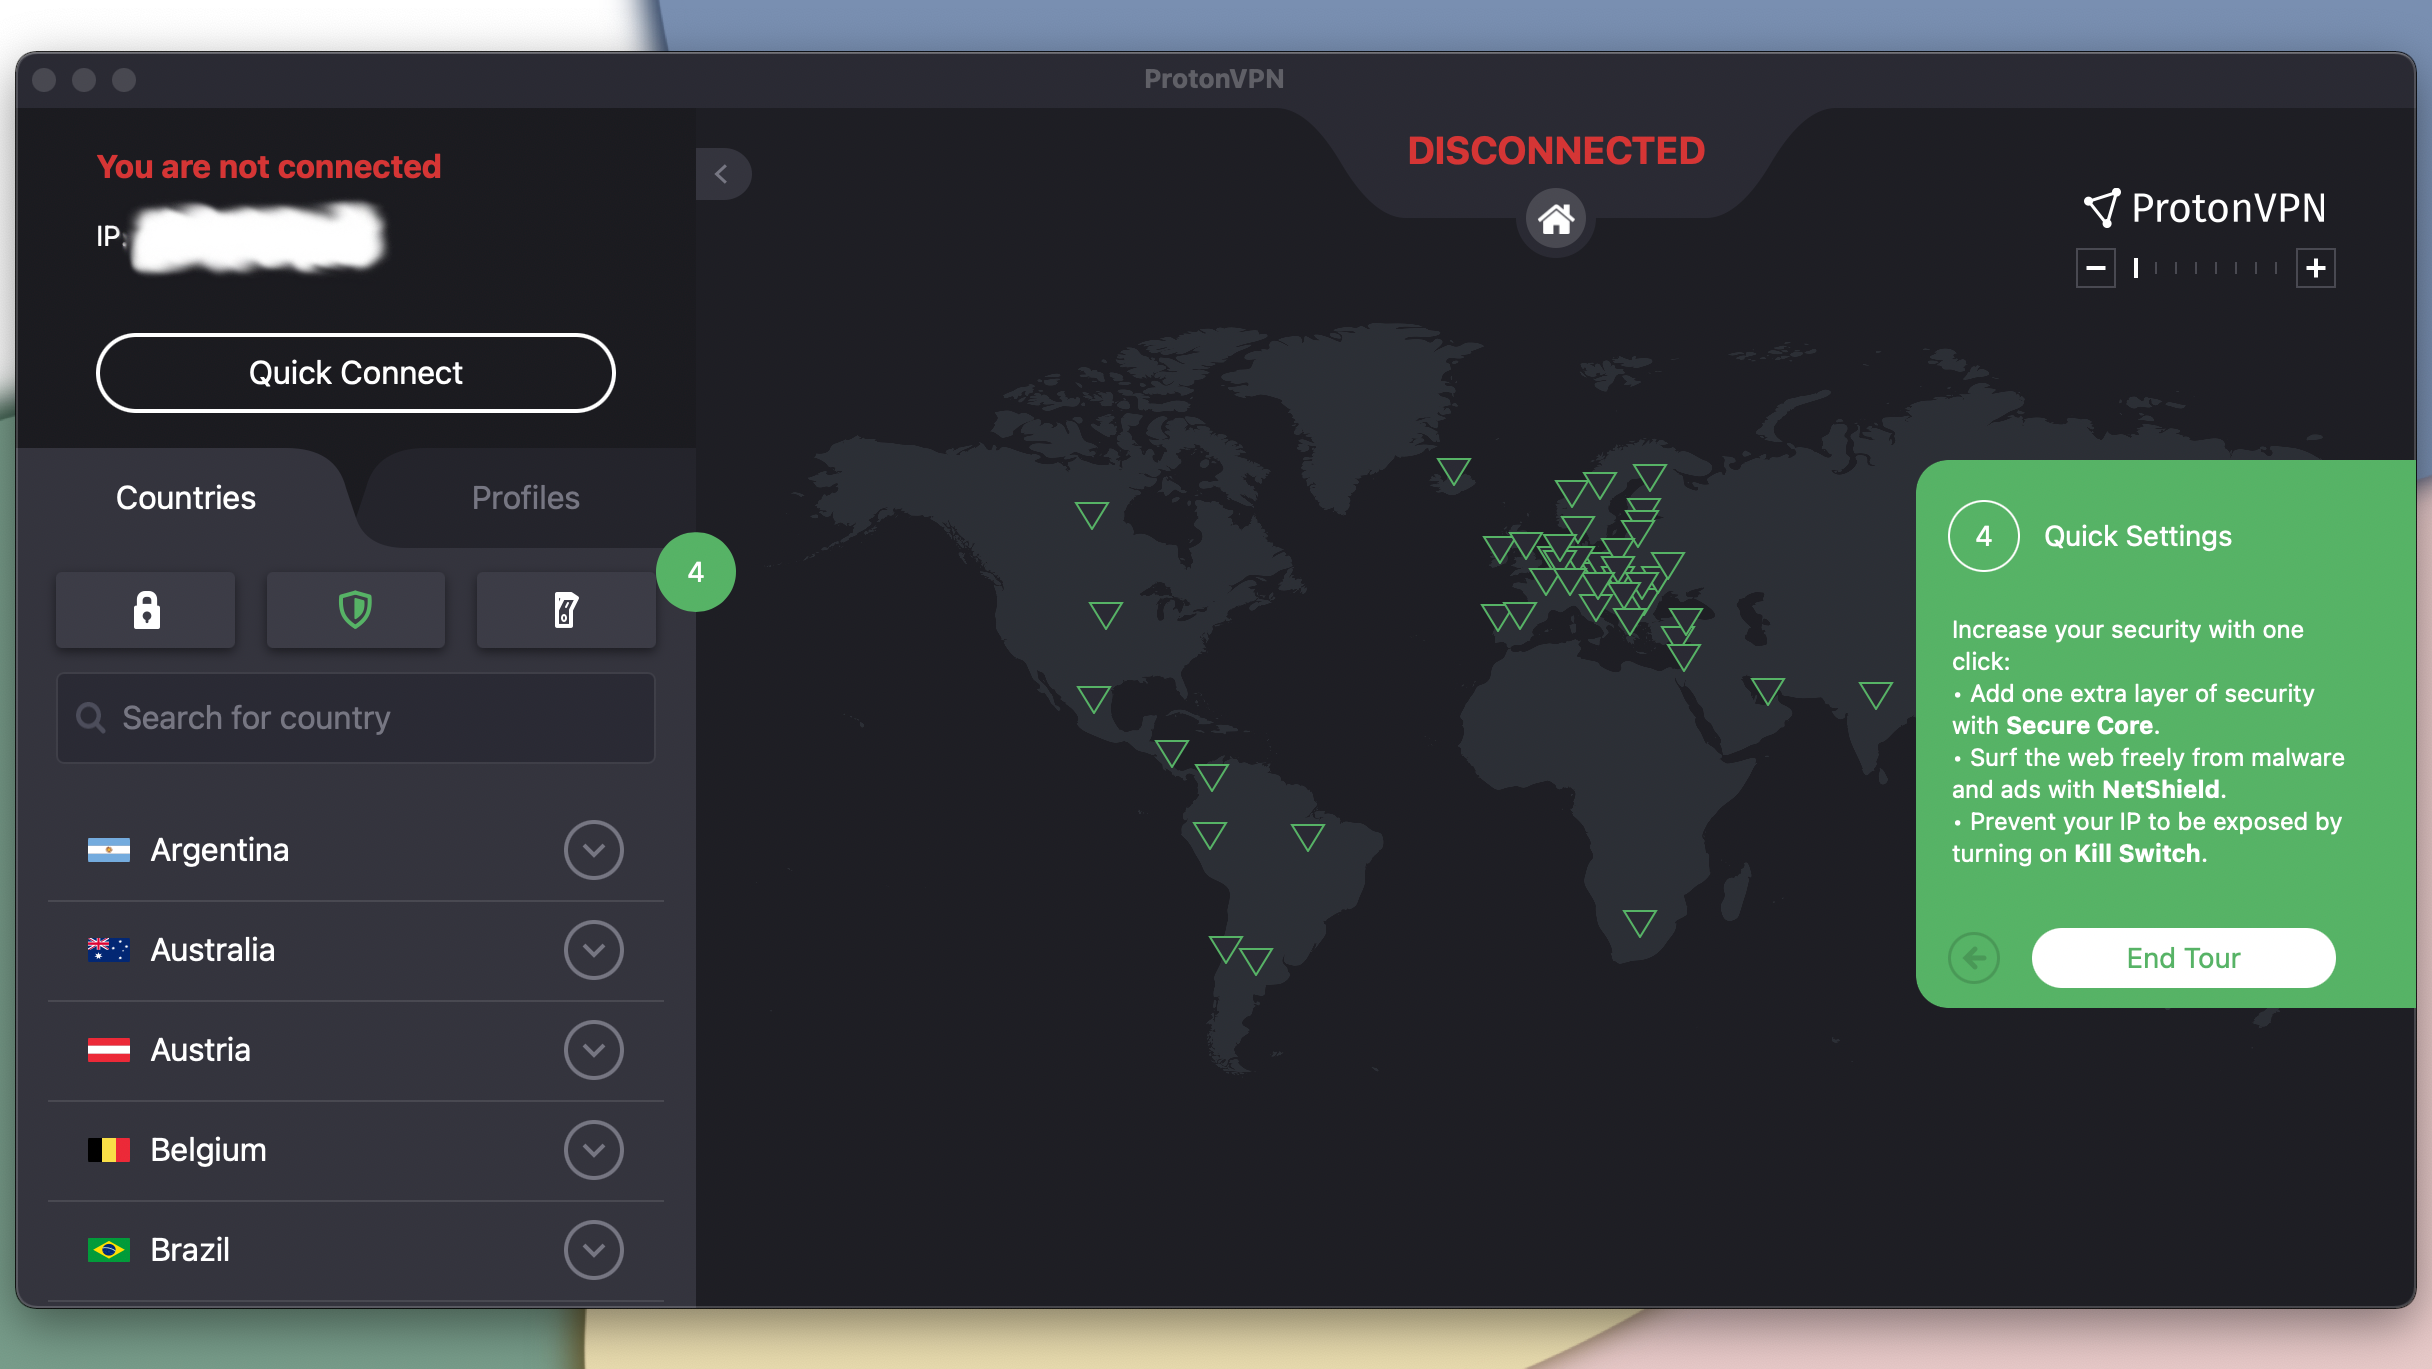 ProtonVPN
You are not connected
IP:
Quick Connect
Countries
Profiles
4
Search for country
Argentina
Australia
Austria
Belgium
Brazil
DISCONNECTED
ProtonVPN
4
Quick Settings
Increase your security with one
click:
• Add one extra layer of security
with Secure Core.
• Surf the web freely from malware
and ads with NetShield.
• Prevent your IP to be exposed by
turning on Kill Switch.
End Tour